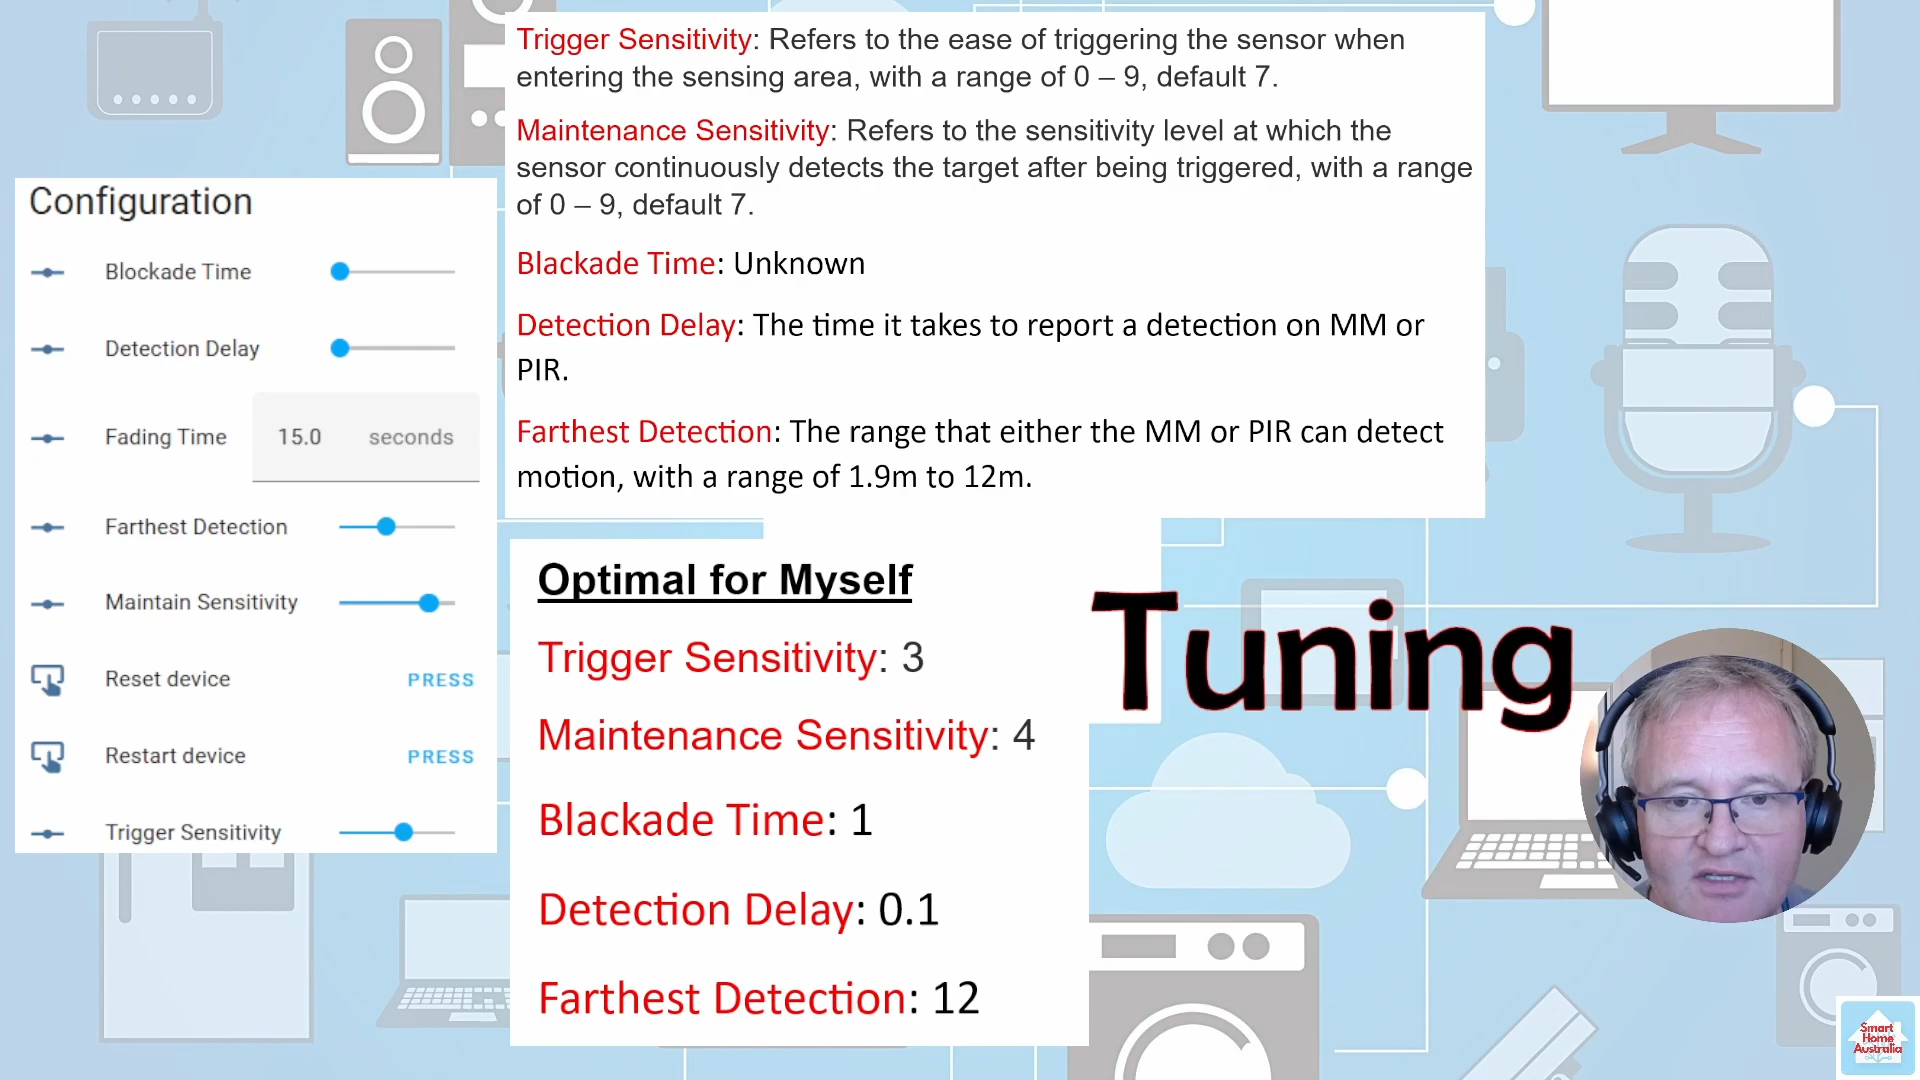 Trigger Sensitivity: Refers to the ease of triggering the sensor when
entering the sensing area, with a range of 0 – 9, default 7.
Maintenance Sensitivity: Refers to the sensitivity level at which the
sensor continuously detects the target after being triggered, with a range
of 0 – 9, default 7.
Blackade Time: Unknown
Detection Delay: The time it takes to report a detection on MM or
PIR.
Farthest Detection: The range that either the MM or PIR can detect
motion, with a range of 1.9m to 12m.
Configuration
Blockade Time
Detection Delay
Fading Time 15.0 seconds
Farthest Detection
Maintain Sensitivity
Reset device PRESS
Restart device PRESS
Trigger Sensitivity
Optimal for Myself
Trigger Sensitivity: 3
Maintenance Sensitivity: 4
Blackade Time: 1
Detection Delay: 0.1
Farthest Detection: 12
Tuning
Smart
Home
Australia